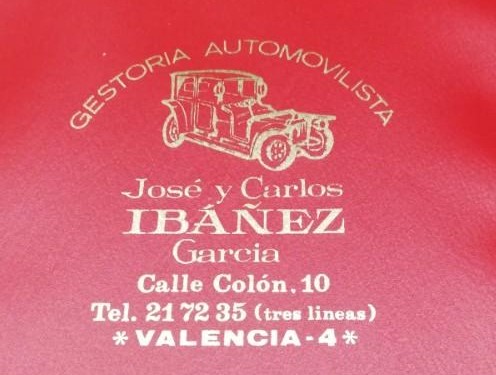 GESTORIA AUTOMOVILISTA
José y Carlos
IBÁÑEZ
Garcia
Calle Colón, 10
Tel. 21 72 35 (tres lineas)
* VALENCIA - 4 *